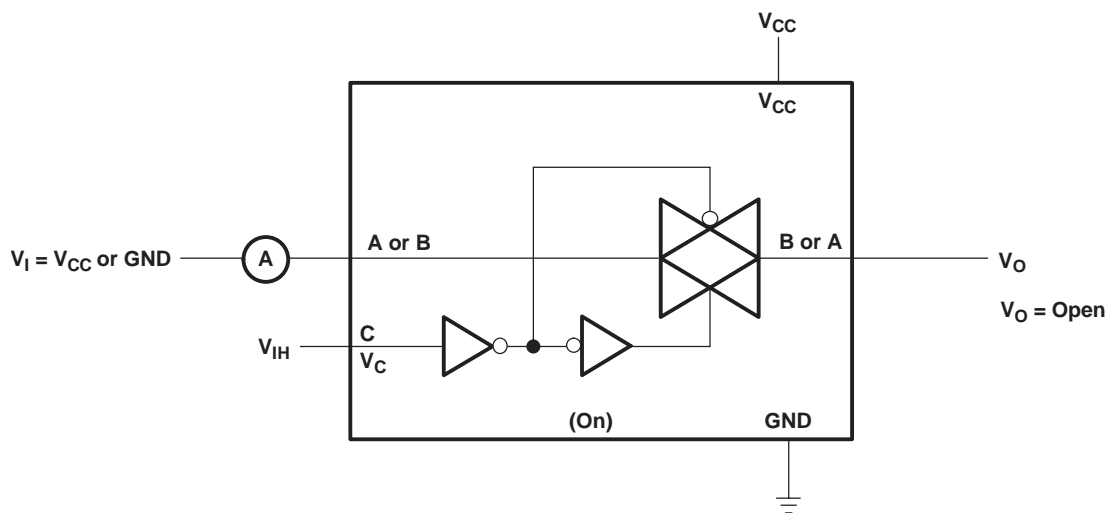 VCC
VCC
A or B
B or A
VI = VCC or GND
A
VO
VO = Open
C
VIH
VC
(On)
GND